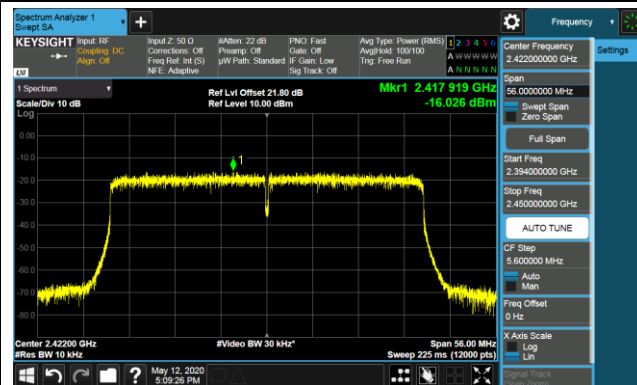 Spectrum Analyzer 1
Swept SA
Frequency
KEYSIGHT
Input: RF
Coupling: DC
Align: Off
Input Z: 50 Ω
Corrections: Off
Freq Ref: Int (S)
NFE: Adaptive
#Atten: 22 dB
Preamp: Off
µW Path: Standard
PNO: Fast
Gate: Off
IF Gain: Low
Sig Track: Off
Avg Type: Power (RMS)
Avg|Hold: 100/100
Trig: Free Run
1 2 3 4 5 6
A W W W W W
A N N N N N
LXI
1 Spectrum
Scale/Div 10 dB
Log
Ref Lvl Offset 21.80 dB
Ref Level 10.00 dBm
Mkr1 2.417 919 GHz
-16.026 dBm
1
0.00
-10.0
-20.0
-30.0
-40.0
-50.0
-60.0
-70.0
-80.0
Center 2.42200 GHz
#Res BW 10 kHz
#Video BW 30 kHz*
Span 56.00 MHz
Sweep 225 ms (12000 pts)
May 12, 2020
5:09:26 PM
Center Frequency
2.422000000 GHz
Settings
Span
56.0000000 MHz
Swept Span
Zero Span
Full Span
Start Freq
2.394000000 GHz
Stop Freq
2.450000000 GHz
AUTO TUNE
CF Step
5.600000 MHz
Auto
Man
Freq Offset
0 Hz
X Axis Scale
Log
Lin
Signal Track